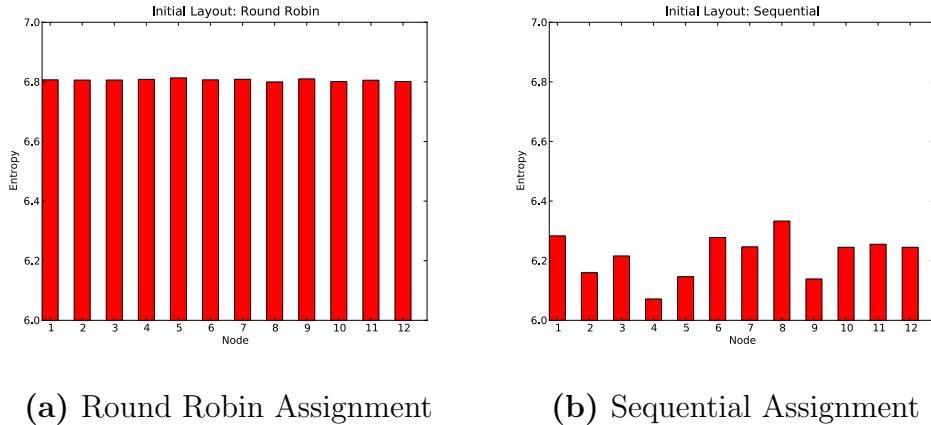 Initial Layout: Round Robin
7.0
6.8
6.6
6.4
6.2
6.0
Entropy
1 2 3 4 5 6 7 8 9 10 11 12
Node
(a) Round Robin Assignment
Initial Layout: Sequential
7.0
6.8
6.6
6.4
6.2
6.0
Entropy
1 2 3 4 5 6 7 8 9 10 11 12
Node
(b) Sequential Assignment